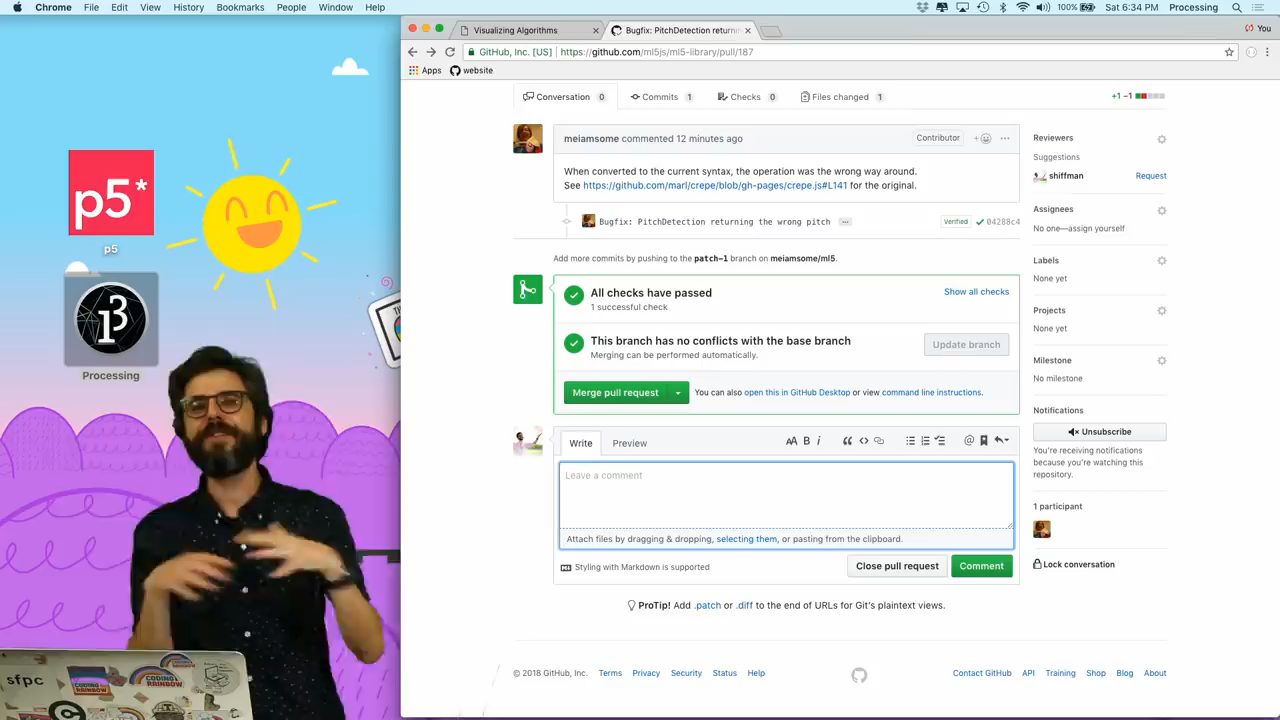 Chrome File Edit View History Bookmarks People Window Help
100% Sat 6:34 PM Processing
Visualizing Algorithms
Bugfix: PitchDetection returnin
You
GitHub, Inc. [US] https://github.com/ml5js/ml5-library/pull/187
Apps website
Conversation 0 Commits 1 Checks 0 Files changed 1 +1 −1
meiamsome commented 12 minutes ago Contributor
When converted to the current syntax, the operation was the wrong way around.
See https://github.com/marl/crepe/blob/gh-pages/crepe.js#L141 for the original.
Bugfix: PitchDetection returning the wrong pitch ... Verified 04288c4
Add more commits by pushing to the patch-1 branch on meiamsome/ml5.
All checks have passed
1 successful check
Show all checks
This branch has no conflicts with the base branch
Merging can be performed automatically.
Update branch
Merge pull request You can also open this in GitHub Desktop or view command line instructions.
Write Preview
Leave a comment
Attach files by dragging & dropping, selecting them, or pasting from the clipboard.
Styling with Markdown is supported
Close pull request Comment
ProTip! Add .patch or .diff to the end of URLs for Git's plaintext views.
Reviewers
Suggestions
shiffman Request
Assignees
No one—assign yourself
Labels
None yet
Projects
None yet
Milestone
No milestone
Notifications
Unsubscribe
You're receiving notifications
because you're watching this
repository.
1 participant
Lock conversation
© 2018 GitHub, Inc. Terms Privacy Security Status Help
Contact GitHub API Training Shop Blog About
p5*
p5
Processing
sfpc
CODING
RAINBOW
CODING
RAINBOW